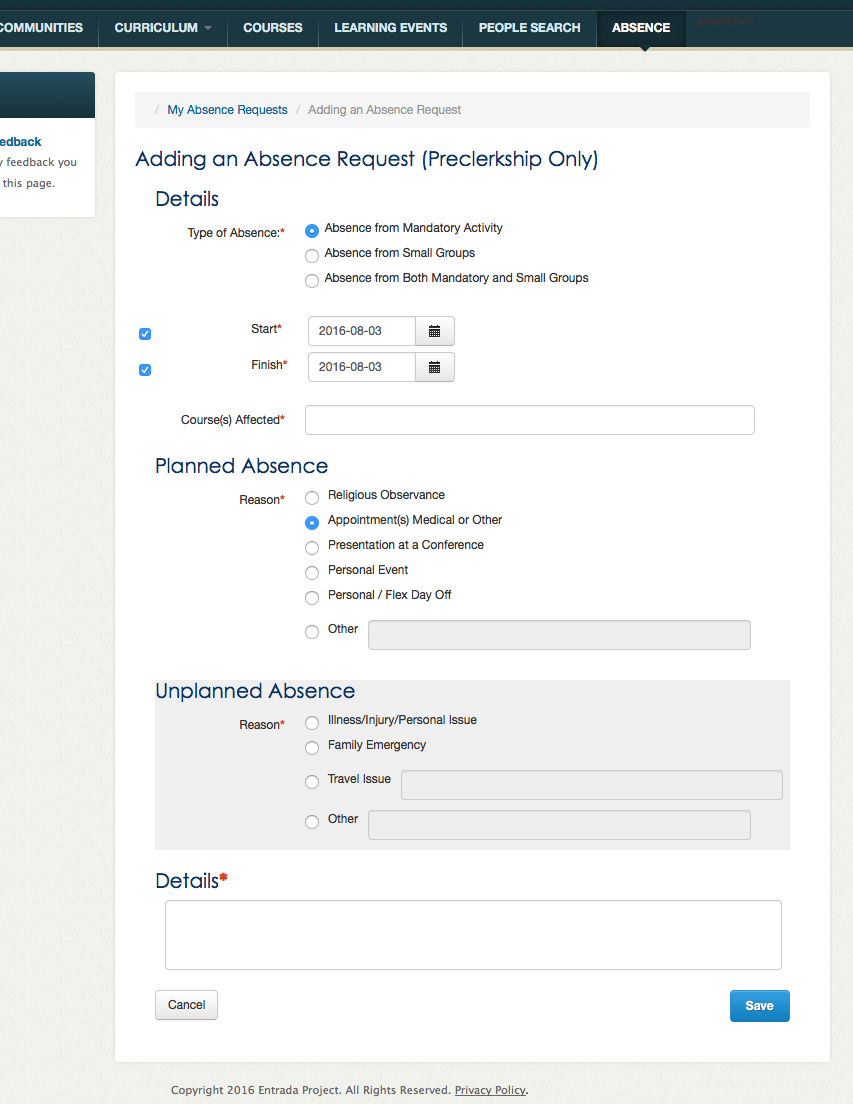 COMMUNITIES CURRICULUM COURSES LEARNING EVENTS PEOPLE SEARCH ABSENCE
/ My Absence Requests / Adding an Absence Request
edback
y feedback you
this page.
Adding an Absence Request (Preclerkship Only)
Details
Type of Absence:*
Absence from Mandatory Activity
Absence from Small Groups
Absence from Both Mandatory and Small Groups
Start* 2016-08-03
Finish* 2016-08-03
Course(s) Affected*
Planned Absence
Reason*
Religious Observance
Appointment(s) Medical or Other
Presentation at a Conference
Personal Event
Personal / Flex Day Off
Other
Unplanned Absence
Reason*
Illness/Injury/Personal Issue
Family Emergency
Travel Issue
Other
Details*
Cancel Save
Copyright 2016 Entrada Project. All Rights Reserved. Privacy Policy.